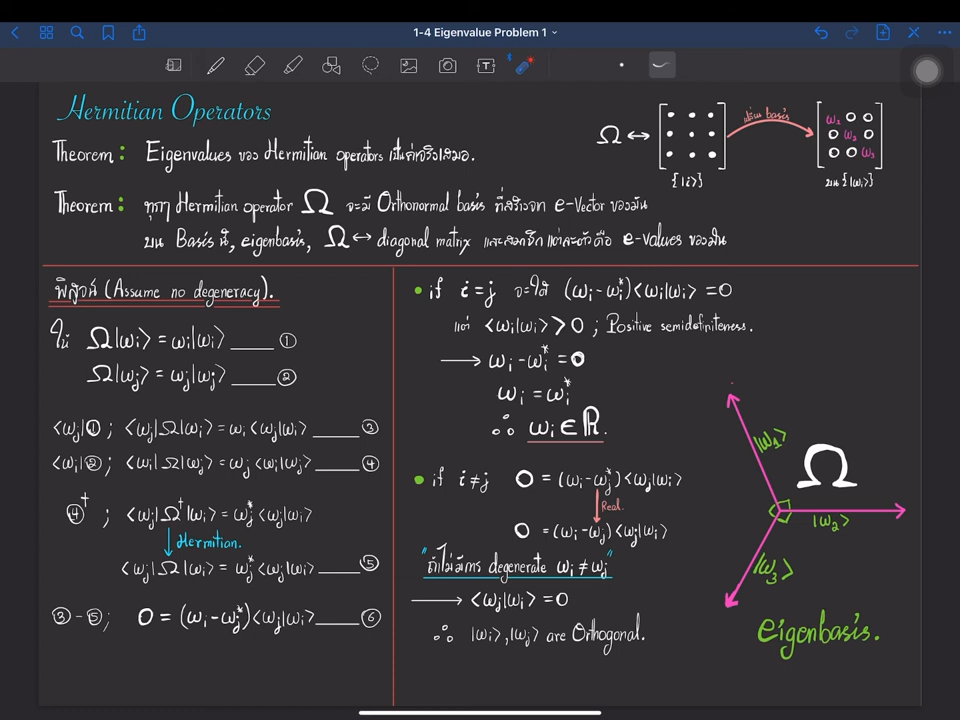 1-4 Eigenvalue Problem 1
Hermitian Operators
Theorem : Eigenvalues ของ Hermitian operators เป็นค่าจริงเสมอ.
Theorem : ทุกๆ Hermitian operator Ω จะมี Orthonormal basis ที่สร้างจาก e-Vector ของมัน
บน Basis นี้, eigenbasis, Ω ↔ diagonal matrix และสมาชิกแต่ละตัวคือ e-values ของมัน
Ω ↔
{|i>}
เปลี่ยน basis
ω₁ 0 0
0 ω₂ 0
0 0 ω₃
บน {|ωi>}
พิสูจน์ (Assume no degeneracy).
ให้ Ω|ωi> = ωi|ωi> ____ ①
Ω|ωj> = ωj|ωj> ____ ②
<ωj|①; <ωj|Ω|ωi> = ωi <ωj|ωi> ____ ③
<ωi|②; <ωi|Ω|ωj> = ωj <ωi|ωj> ____ ④
④† ; <ωj|Ω†|ωi> = ωj* <ωj|ωi>
Hermitian.
<ωj|Ω|ωi> = ωj* <ωj|ωi> ____ ⑤
③ - ⑤; 0 = (ωi - ωj*)<ωj|ωi> ____ ⑥
• if i = j จะได้ (ωi - ωi*)<ωi|ωi> = 0
แต่ <ωi|ωi> > 0 ; Positive semidefiniteness.
⟶ ωi - ωi* = 0
ωi = ωi*
∴ ωi ∈ ℝ.
• if i ≠ j 0 = (ωi - ωj*)<ωj|ωi>
Real.
0 = (ωi - ωj)<ωj|ωi>
"ถ้าไม่มีการ degenerate ωi ≠ ωj"
⟶ <ωj|ωi> = 0
∴ |ωi>, |ωj> are Orthogonal.
|ω₁>
Ω
|ω₂>
|ω₃>
eigenbasis.